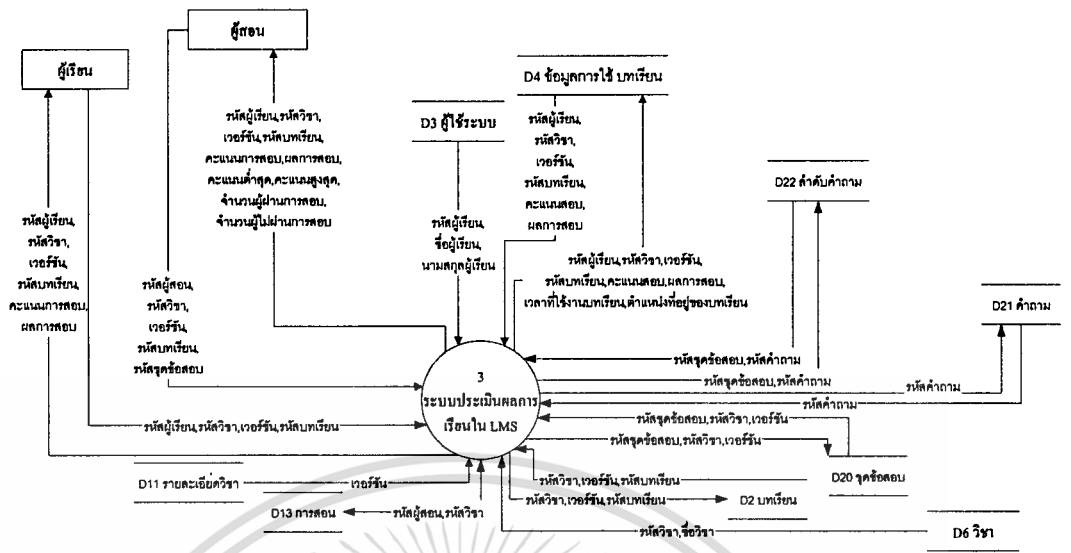 ผู้สอน
ผู้เรียน
D4 ข้อมูลการใช้ บทเรียน
D3 ผู้ใช้ระบบ
รหัสผู้เรียน,รหัสวิชา,
เวอร์ชัน,รหัสบทเรียน,
คะแนนการสอบ,ผลการสอบ,
คะแนนต่ำสุด,คะแนนสูงสุด,
จำนวนผู้ผ่านการสอบ,
จำนวนผู้ไม่ผ่านการสอบ
รหัสผู้เรียน,
รหัสวิชา,
เวอร์ชัน,
รหัสบทเรียน,
คะแนนสอบ,
ผลการสอบ
D22 ลำดับคำถาม
รหัสผู้เรียน,
รหัสวิชา,
เวอร์ชัน,
รหัสบทเรียน,
คะแนนการสอบ,
ผลการสอบ
รหัสผู้เรียน,
ชื่อผู้เรียน,
นามสกุลผู้เรียน
รหัสผู้เรียน,รหัสวิชา,เวอร์ชัน,
รหัสบทเรียน,คะแนนสอบ,ผลการสอบ,
เวลาที่ใช้งานบทเรียน,ตำแหน่งที่อยู่ของบทเรียน
รหัสผู้สอน,
รหัสวิชา,
เวอร์ชัน,
รหัสบทเรียน,
รหัสชุดข้อสอบ
D21 คำถาม
3
ระบบประเมินผลการ
เรียนใน LMS
รหัสชุดข้อสอบ,รหัสคำถาม
รหัสชุดข้อสอบ,รหัสคำถาม
รหัสคำถาม
รหัสคำถาม
รหัสชุดข้อสอบ,รหัสวิชา,เวอร์ชัน
รหัสชุดข้อสอบ,รหัสวิชา,เวอร์ชัน
รหัสผู้เรียน,รหัสวิชา,เวอร์ชัน,รหัสบทเรียน
D20 ชุดข้อสอบ
D11 รายละเอียดวิชา
เวอร์ชัน
รหัสวิชา,เวอร์ชัน,รหัสบทเรียน
รหัสวิชา,เวอร์ชัน,รหัสบทเรียน
D2 บทเรียน
D13 การสอน
รหัสผู้สอน,รหัสวิชา
รหัสวิชา,ชื่อวิชา
D6 วิชา